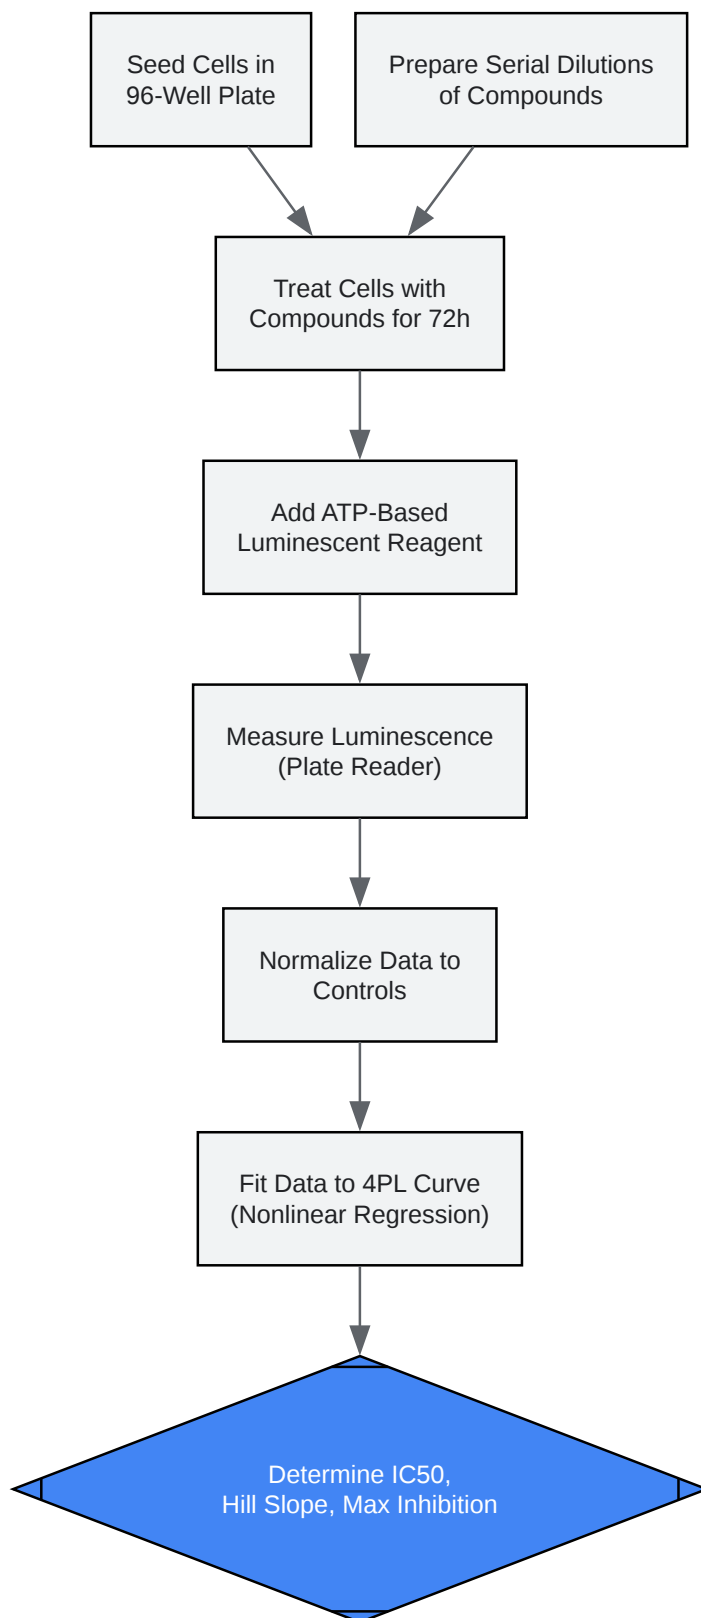 Seed Cells in
96-Well Plate
Prepare Serial Dilutions
of Compounds
Treat Cells with
Compounds for 72h
Add ATP-Based
Luminescent Reagent
Measure Luminescence
(Plate Reader)
Normalize Data to
Controls
Fit Data to 4PL Curve
(Nonlinear Regression)
Determine IC50,
Hill Slope, Max Inhibition